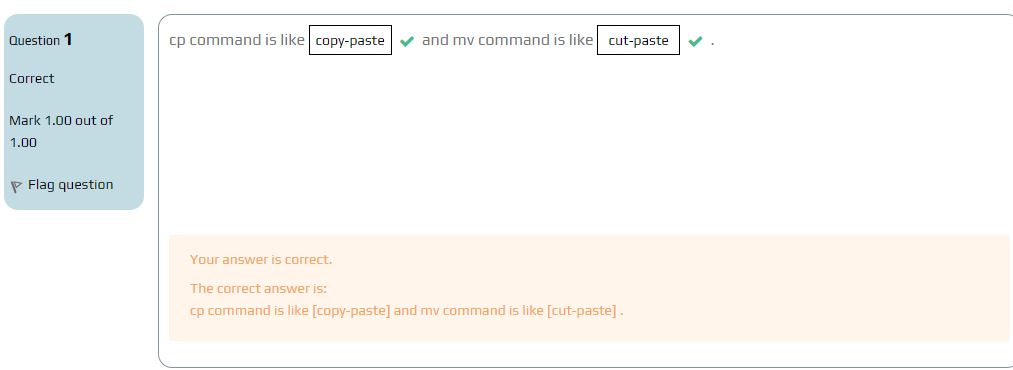 Question 1
Correct
Mark 1.00 out of
1.00
Flag question
cp command is like copy-paste and mv command is like cut-paste .
Your answer is correct.
The correct answer is:
cp command is like [copy-paste] and mv command is like [cut-paste] .